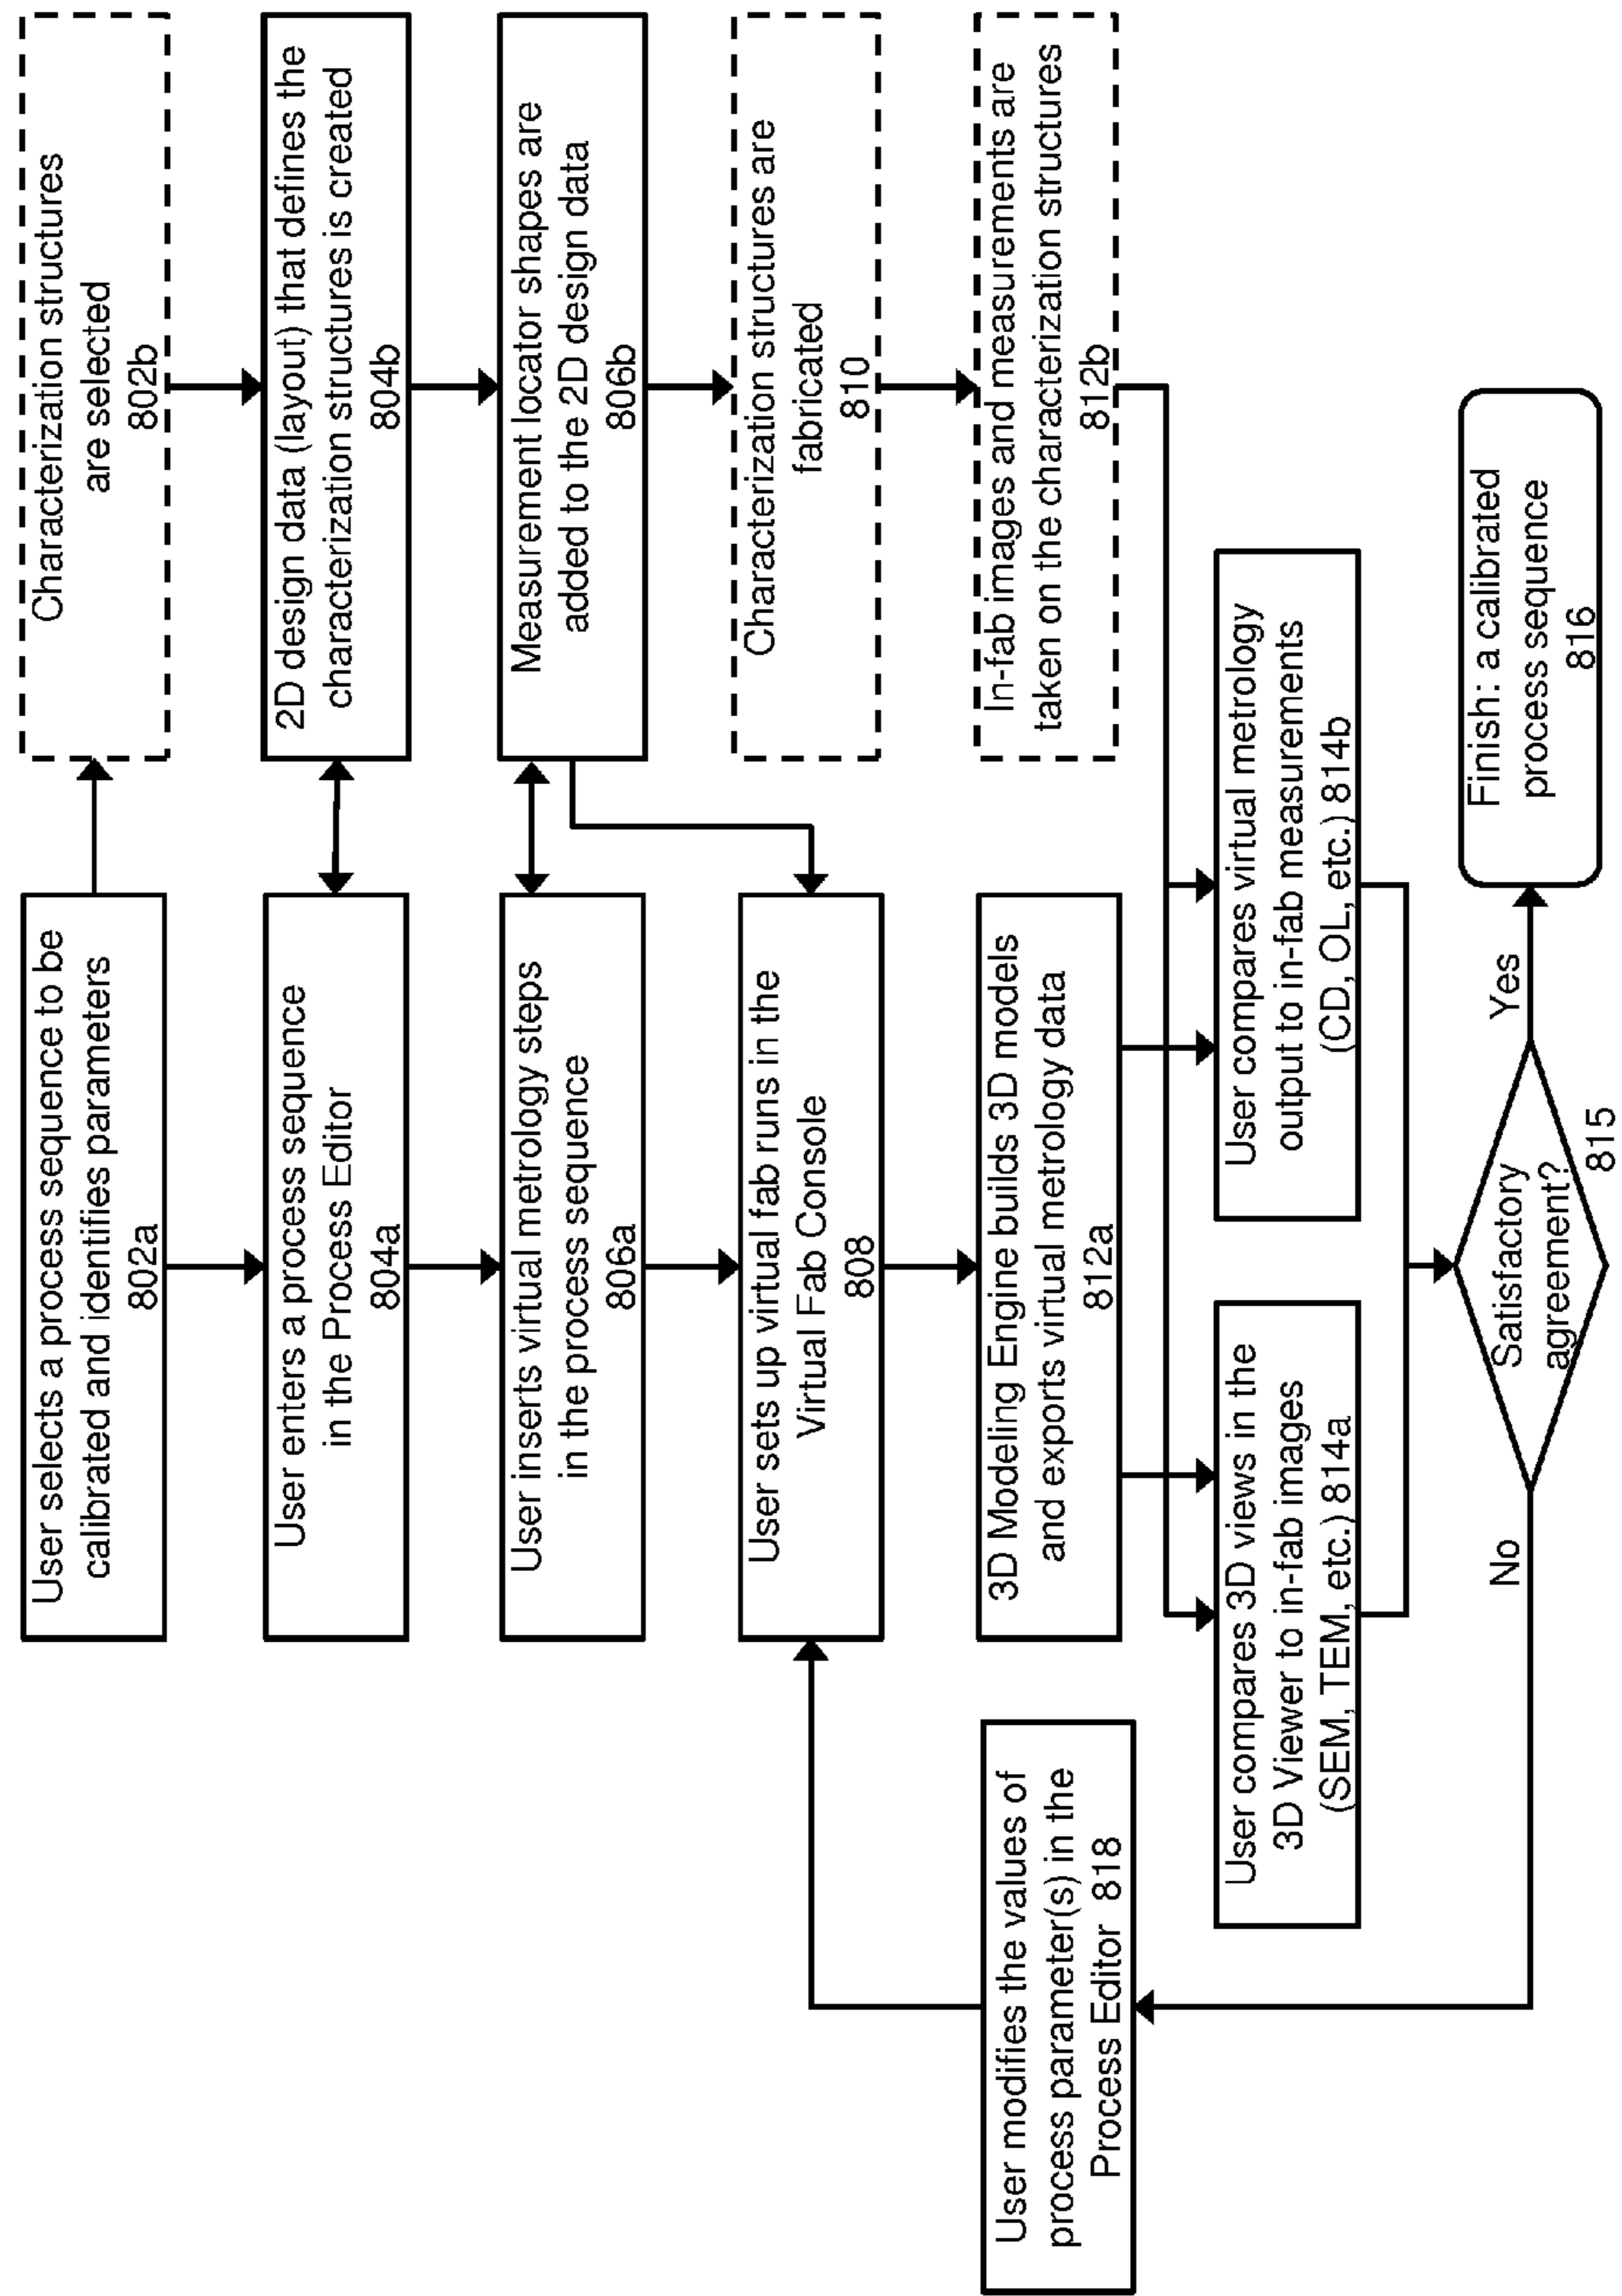 User selects a process sequence to be
calibrated and identifies parameters
802a
Characterization structures
are selected
802b
User enters a process sequence
in the Process Editor
804a
2D design data (layout) that defines the
characterization structures is created
804b
User inserts virtual metrology steps
in the process sequence
806a
Measurement locator shapes are
added to the 2D design data
806b
User sets up virtual fab runs in the
Virtual Fab Console
808
Characterization structures are
fabricated
810
User modifies the values of
process parameter(s) in the
Process Editor 818
3D Modeling Engine builds 3D models
and exports virtual metrology data
812a
In-fab images and measurements are
taken on the characterization structures
812b
User compares 3D views in the
3D Viewer to in-fab images
(SEM, TEM, etc.) 814a
User compares virtual metrology
output to in-fab measurements
(CD, OL, etc.) 814b
No
Satisfactory
agreement?
815
Yes
Finish: a calibrated
process sequence
816